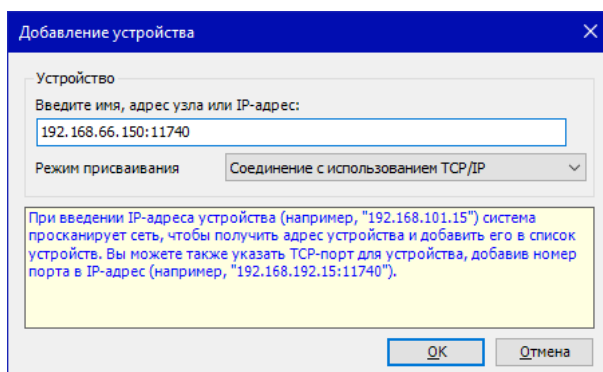 Добавление устройства
Устройство
Введите имя, адрес узла или IP-адрес:
192.168.66.150:11740
Режим присваивания
Соединение с использованием TCP/IP
При введении IP-адреса устройства (например, "192.168.101.15") система
просканирует сеть, чтобы получить адрес устройства и добавить его в список
устройств. Вы можете также указать TCP-порт для устройства, добавив номер
порта в IP-адрес (например, "192.168.192.15:11740").
OK
Отмена